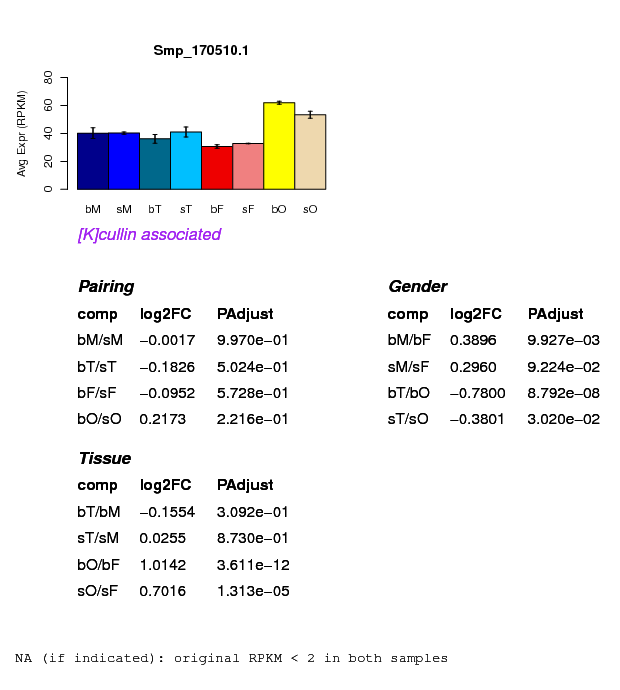 Smp_170510.1
Avg Expr (RPKM)
0 20 40 60 80
bM sM bT sT bF sF bO sO
[K]cullin associated
Pairing
comp log2FC PAdjust
bM/sM −0.0017 9.970e−01
bT/sT −0.1826 5.024e−01
bF/sF −0.0952 5.728e−01
bO/sO 0.2173 2.216e−01
Gender
comp log2FC PAdjust
bM/bF 0.3896 9.927e−03
sM/sF 0.2960 9.224e−02
bT/bO −0.7800 8.792e−08
sT/sO −0.3801 3.020e−02
Tissue
comp log2FC PAdjust
bT/bM −0.1554 3.092e−01
sT/sM 0.0255 8.730e−01
bO/bF 1.0142 3.611e−12
sO/sF 0.7016 1.313e−05
NA (if indicated): original RPKM < 2 in both samples